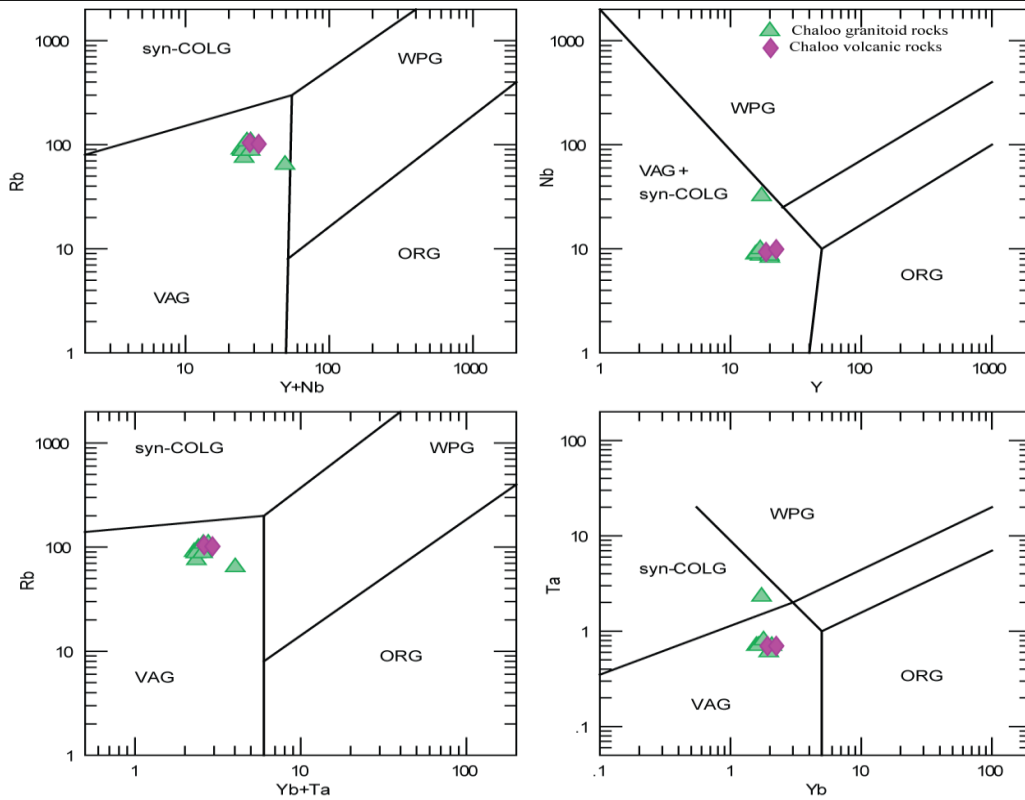 syn-COLG
WPG
VAG
ORG
Rb
1000
100
10
1
10
100
1000
Y+Nb
Chaloo granitoid rocks
Chaloo volcanic rocks
WPG
VAG +
syn-COLG
ORG
Nb
1000
100
10
1
1
10
100
1000
Y
syn-COLG
WPG
VAG
ORG
Rb
1000
100
10
1
1
10
100
Yb+Ta
WPG
syn-COLG
VAG
ORG
Ta
100
10
1
.1
.1
1
10
100
Yb